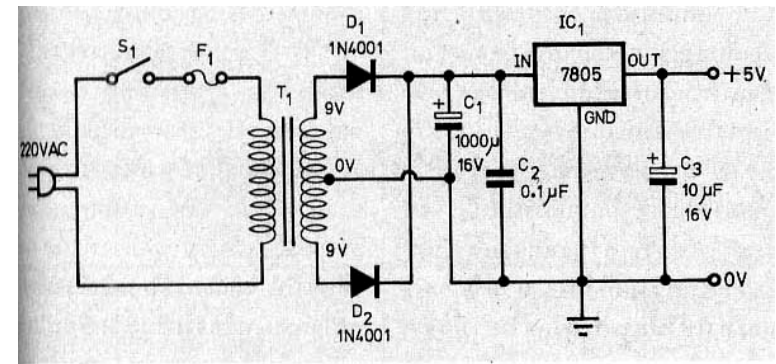 S1
F1
220VAC
T1
9V
0V
9V
D1
1N4001
D2
1N4001
+
C1
1000µ
16V
C2
0.1µF
IC1
IN
7805
OUT
GND
+
C3
10µF
16V
+5V
0V